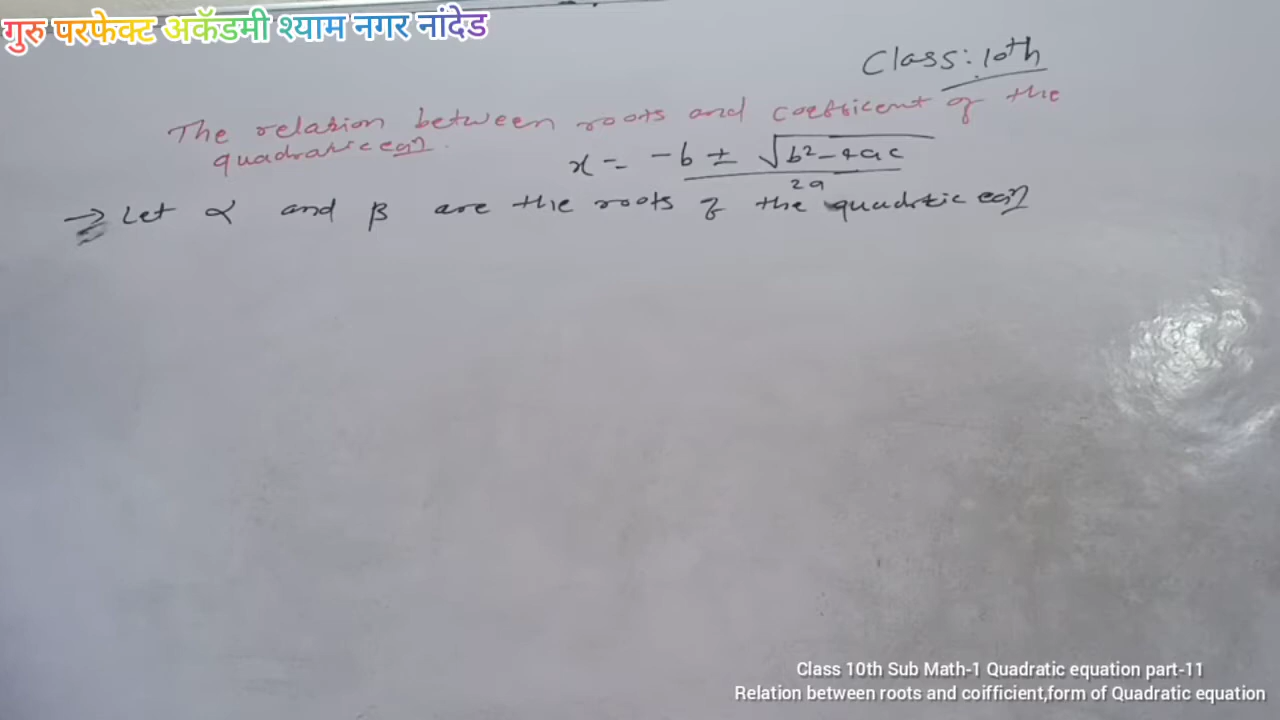 गुरु परफेक्ट अकॅडमी श्याम नगर नांदेड
Class: 10th
The relation between roots and coefficent of the
quadratic eqn.
x = -b ± √b²-4ac
2a
→ Let α and β are the roots of the quadratic eqn
Class 10th Sub Math-1 Quadratic equation part-11
Relation between roots and coifficient,form of Quadratic equation